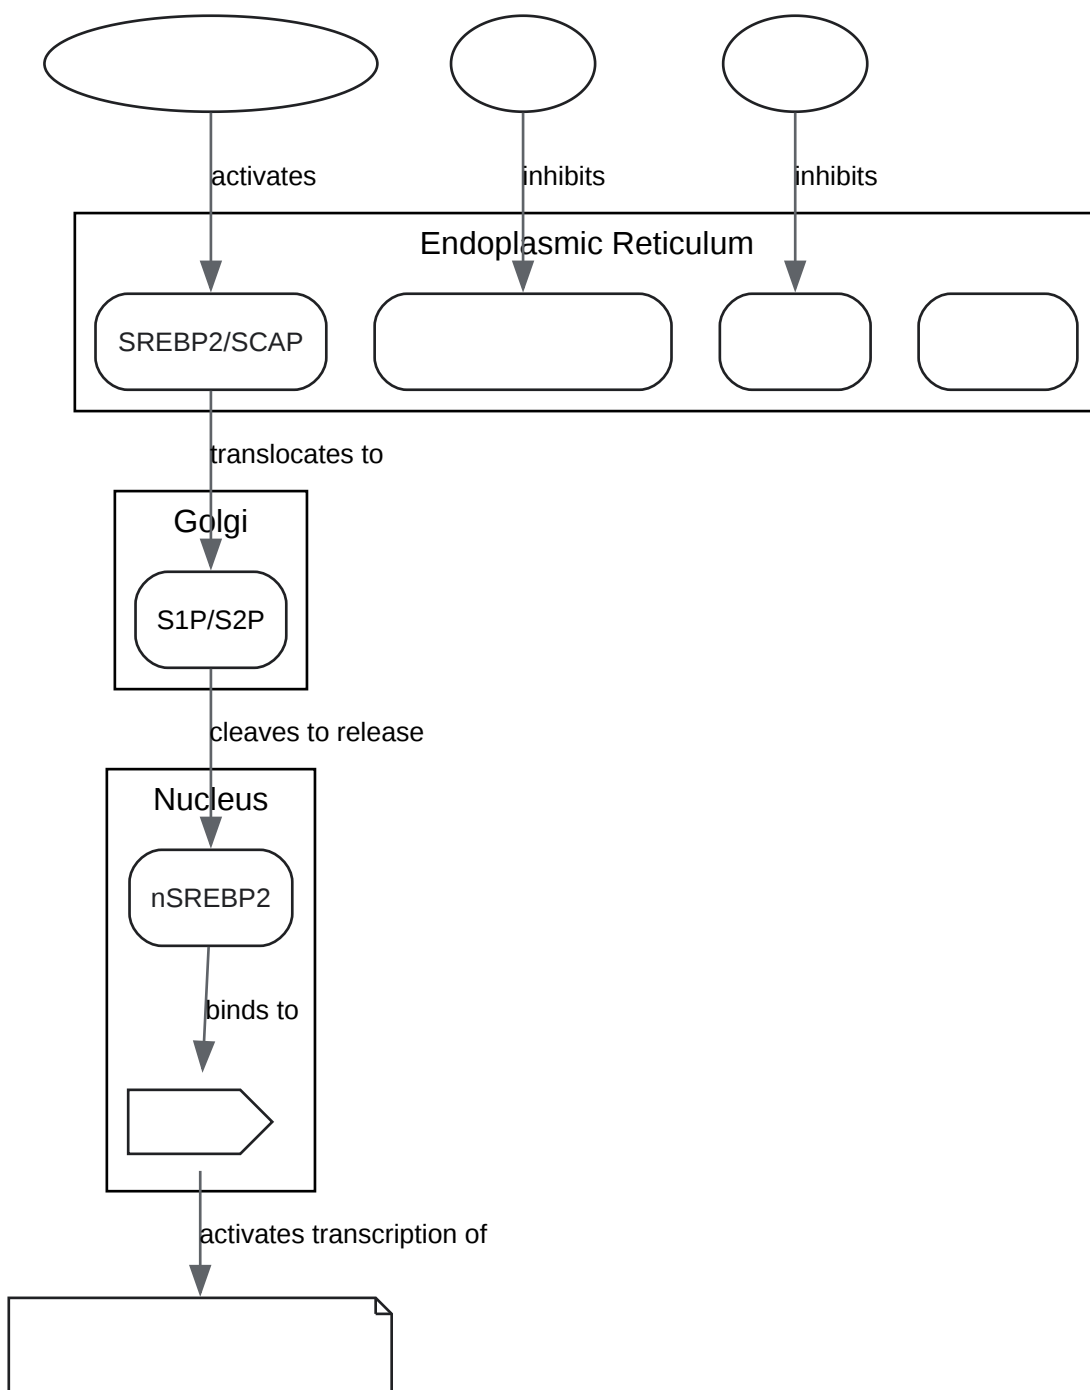 activates
inhibits
inhibits
Endoplasmic Reticulum
SREBP2/SCAP
translocates to
Golgi
S1P/S2P
cleaves to release
Nucleus
nSREBP2
binds to
activates transcription of